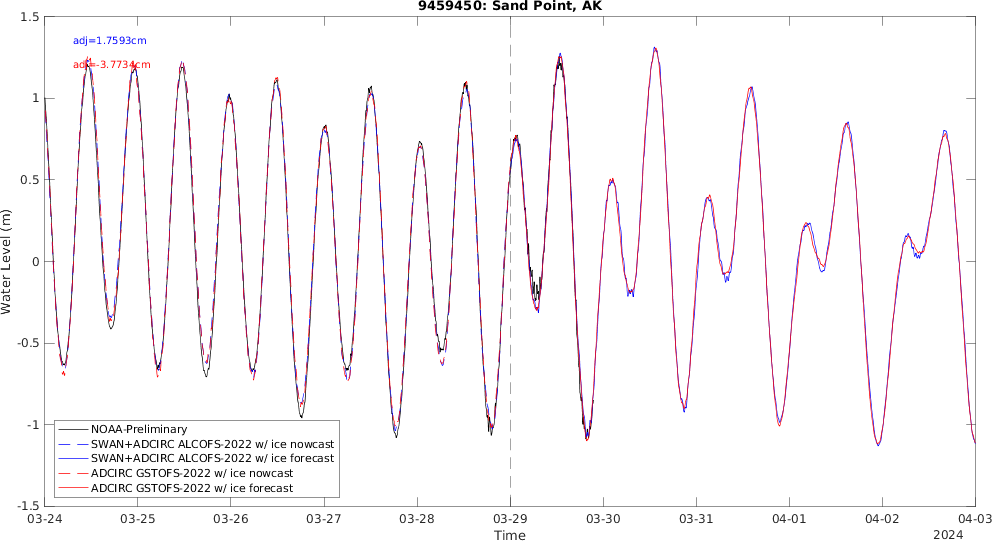 9459450: Sand Point, AK
1.5
adj=1.7593cm
adj=-3.7734cm
1
0.5
0
-0.5
-1
-1.5
Water Level (m)
NOAA-Preliminary
SWAN+ADCIRC ALCOFS-2022 w/ ice nowcast
SWAN+ADCIRC ALCOFS-2022 w/ ice forecast
ADCIRC GSTOFS-2022 w/ ice nowcast
ADCIRC GSTOFS-2022 w/ ice forecast
03-24 03-25 03-26 03-27 03-28 03-29 03-30 03-31 04-01 04-02 04-03
Time
2024